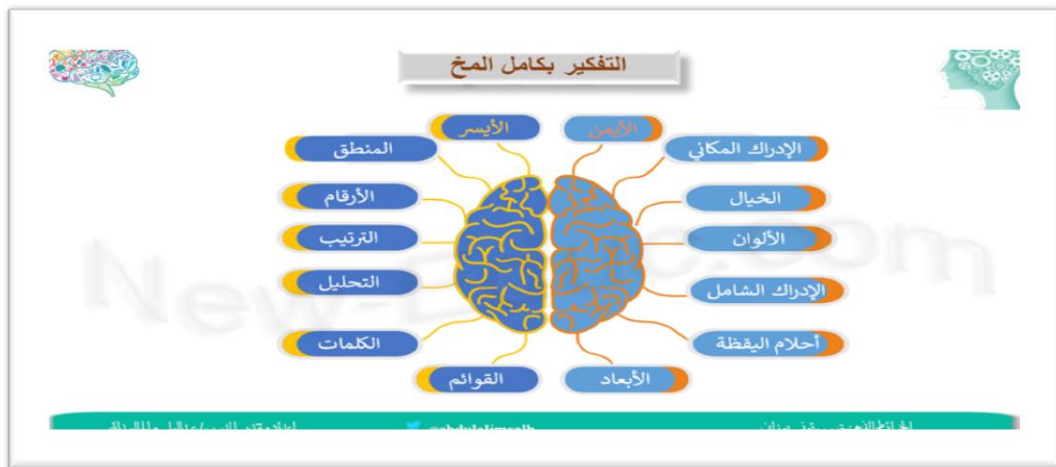 التفكير بكامل المخ
الأيمن
الأيسر
الإدراك المكاني
المنطق
الخيال
الأرقام
الألوان
الترتيب
الإدراك الشامل
التحليل
أحلام اليقظة
الكلمات
الأبعاد
القوائم